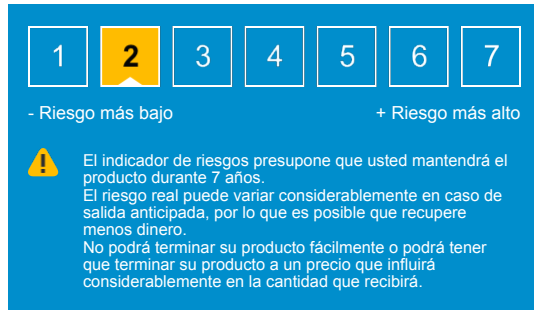 1 2 3 4 5 6 7
- Riesgo más bajo + Riesgo más alto
El indicador de riesgos presupone que usted mantendrá el
producto durante 7 años.
El riesgo real puede variar considerablemente en caso de
salida anticipada, por lo que es posible que recupere
menos dinero.
No podrá terminar su producto fácilmente o podrá tener
que terminar su producto a un precio que influirá
considerablemente en la cantidad que recibirá.